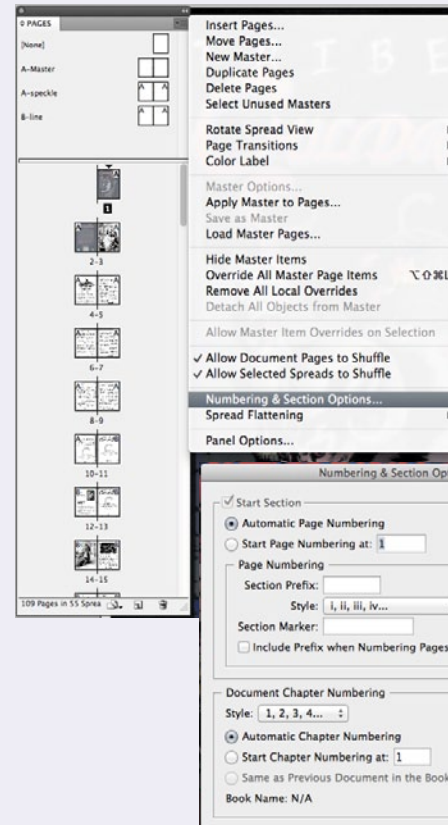 PAGES
[None]
A-Master
A-speckle
B-line
1
2-3
4-5
6-7
8-9
10-11
12-13
14-15
109 Pages in 55 Sprea
Insert Pages...
Move Pages...
New Master...
Duplicate Pages
Delete Pages
Select Unused Masters
Rotate Spread View
Page Transitions
Color Label
Master Options...
Apply Master to Pages...
Save as Master
Load Master Pages...
Hide Master Items
Override All Master Page Items ⌥⇧⌘L
Remove All Local Overrides
Detach All Objects from Master
Allow Master Item Overrides on Selection
✓ Allow Document Pages to Shuffle
✓ Allow Selected Spreads to Shuffle
Numbering & Section Options...
Spread Flattening
Panel Options...
Numbering & Section Opt
Start Section
Automatic Page Numbering
Start Page Numbering at: 1
Page Numbering
Section Prefix:
Style: i, ii, iii, iv...
Section Marker:
Include Prefix when Numbering Pages
Document Chapter Numbering
Style: 1, 2, 3, 4...
Automatic Chapter Numbering
Start Chapter Numbering at: 1
Same as Previous Document in the Book
Book Name: N/A